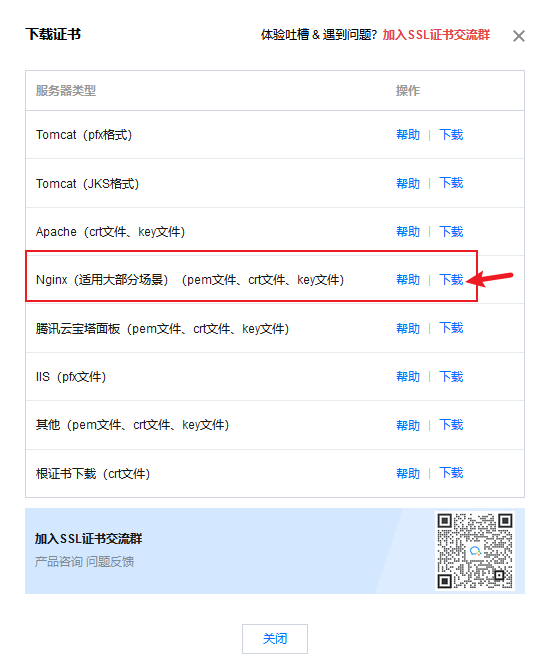 下载证书 体验吐槽 & 遇到问题? 加入SSL证书交流群
服务器类型 操作
Tomcat（pfx格式） 帮助 | 下载
Tomcat（JKS格式） 帮助 | 下载
Apache（crt文件、key文件） 帮助 | 下载
Nginx（适用大部分场景）（pem文件、crt文件、key文件） 帮助 | 下载
腾讯云宝塔面板（pem文件、crt文件、key文件） 帮助 | 下载
IIS（pfx文件） 帮助 | 下载
其他（pem文件、crt文件、key文件） 帮助 | 下载
根证书下载（crt文件） 帮助 | 下载
加入SSL证书交流群
产品咨询 问题反馈
关闭